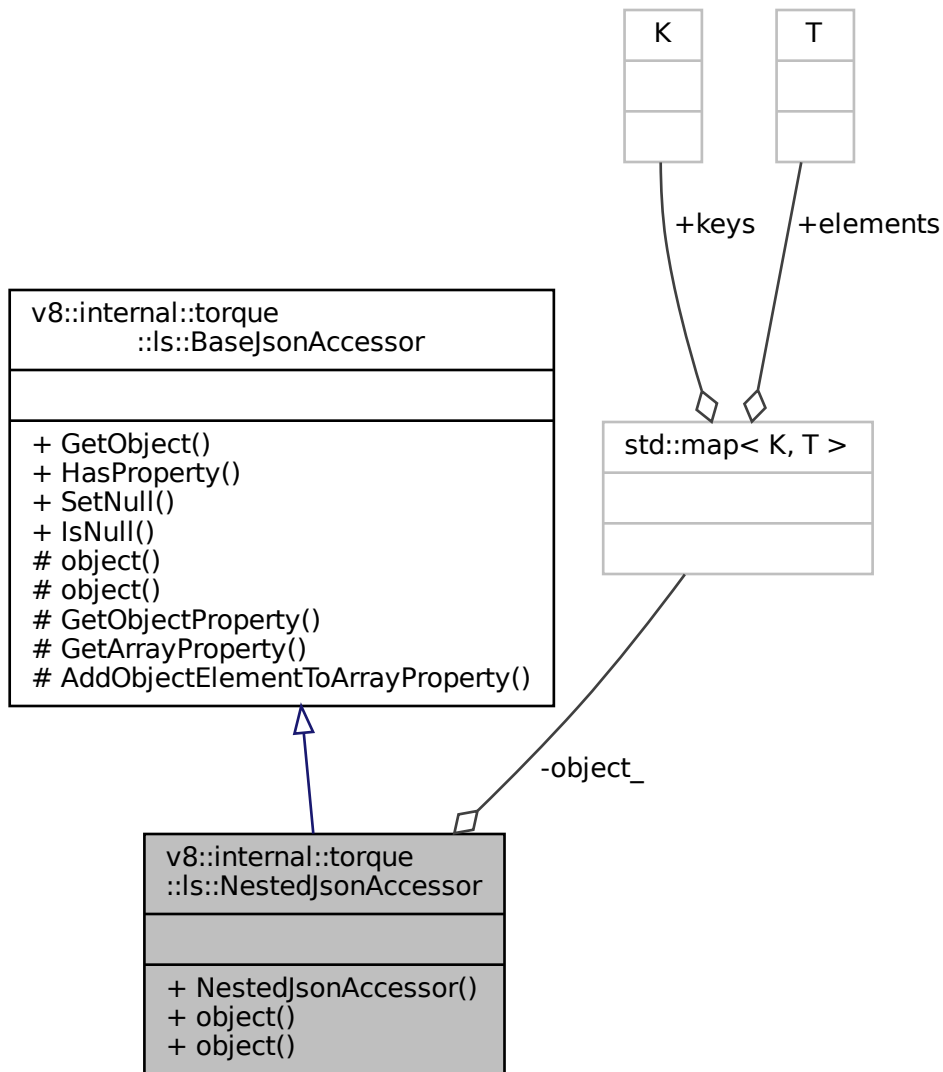 K
T
+keys
+elements
v8::internal::torque
::ls::BaseJsonAccessor
+ GetObject()
+ HasProperty()
+ SetNull()
+ IsNull()
# object()
# object()
# GetObjectProperty()
# GetArrayProperty()
# AddObjectElementToArrayProperty()
std::map< K, T >
-object_
v8::internal::torque
::ls::NestedJsonAccessor
+ NestedJsonAccessor()
+ object()
+ object()